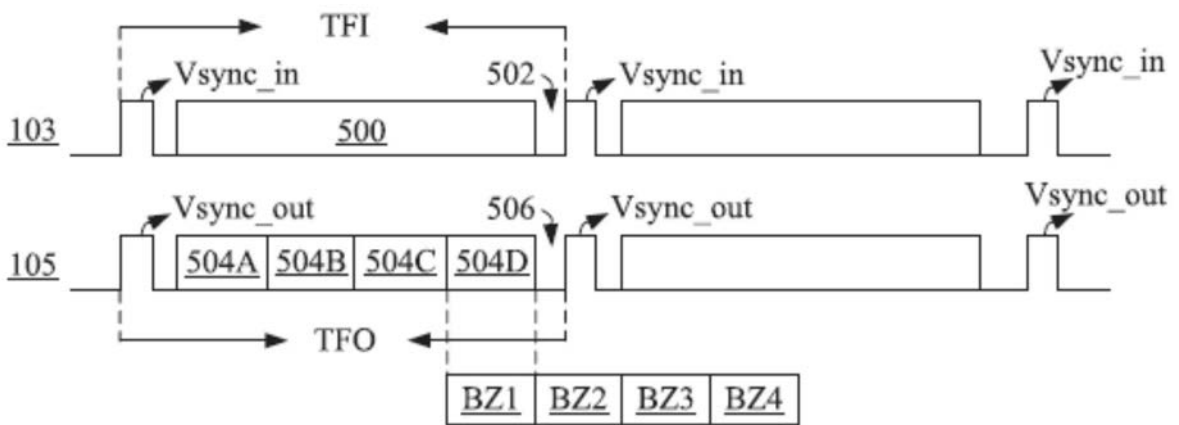 TFI
Vsync_in 502 Vsync_in Vsync_in
103 500
Vsync_out 506 Vsync_out Vsync_out
105 504A 504B 504C 504D
TFO
BZ1 BZ2 BZ3 BZ4